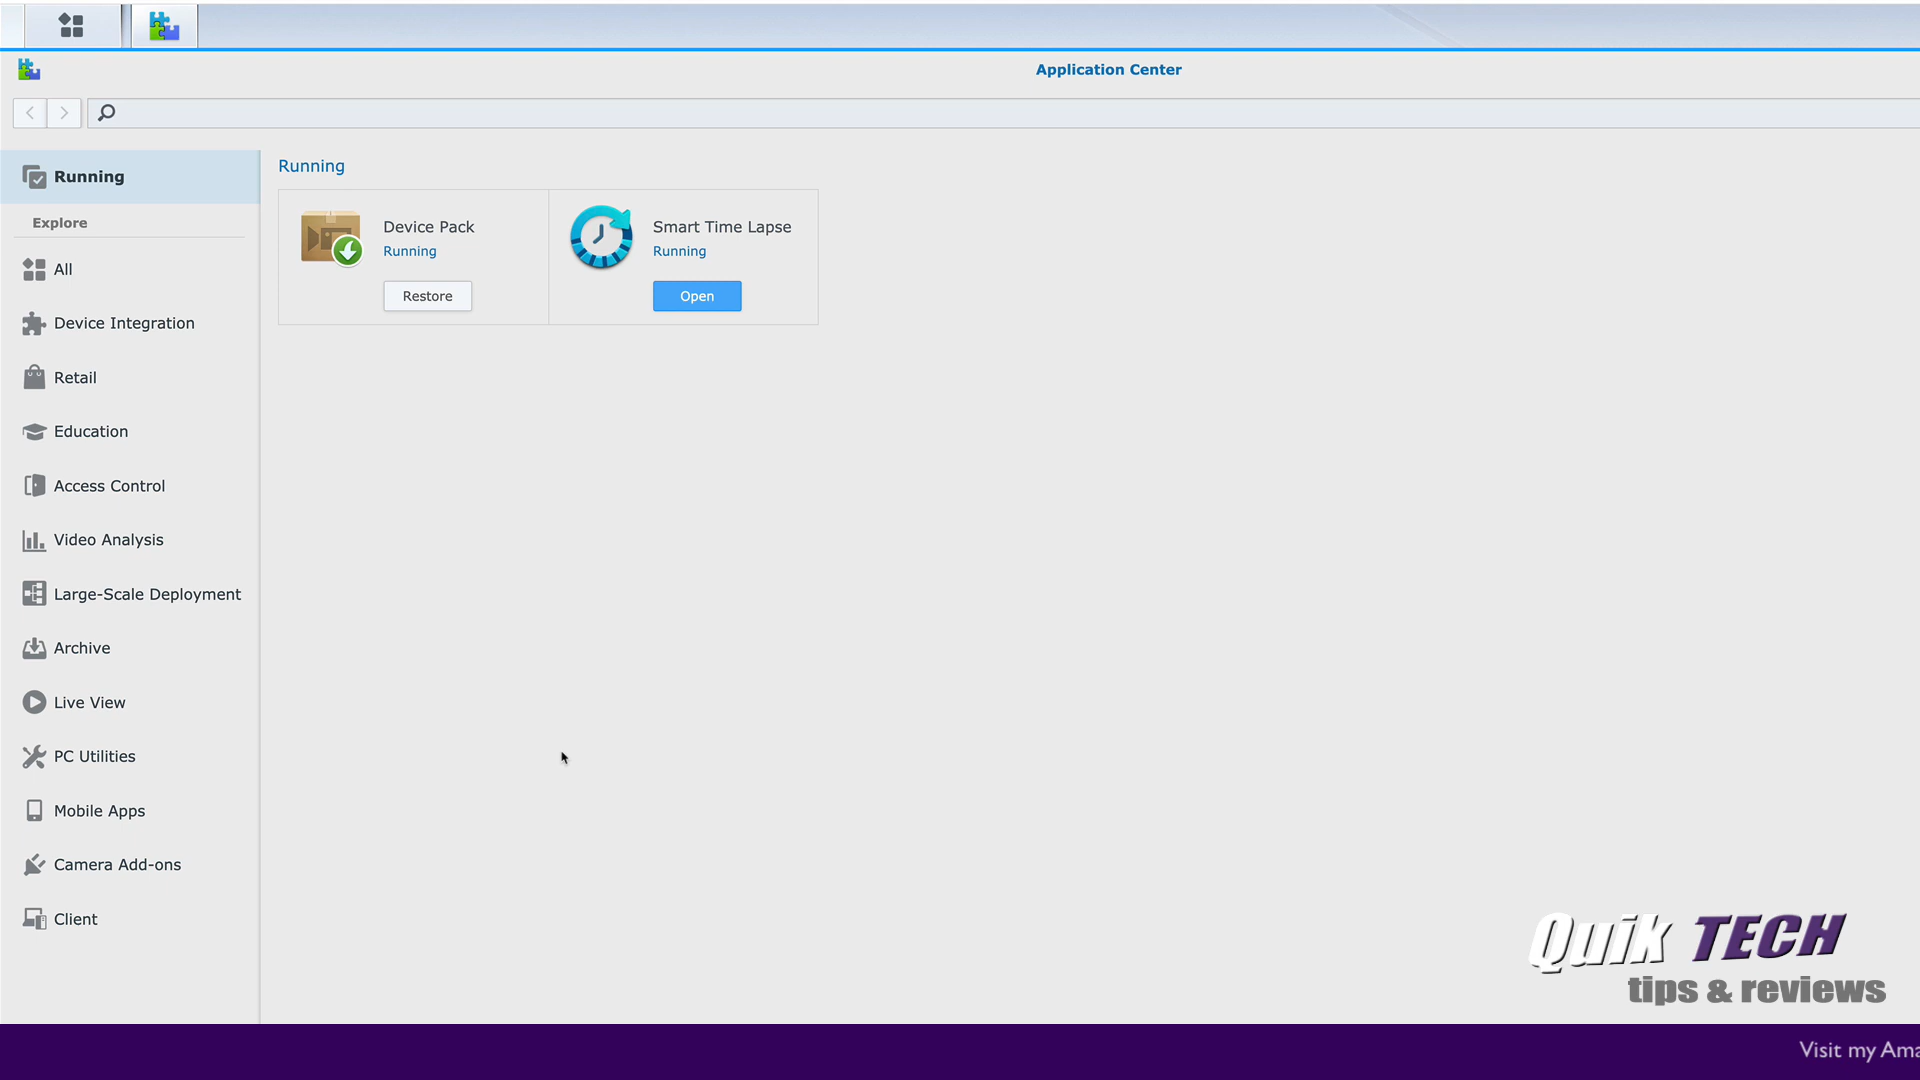 Application Center
Running
Explore
All
Device Integration
Retail
Education
Access Control
Video Analysis
Large-Scale Deployment
Archive
Live View
PC Utilities
Mobile Apps
Camera Add-ons
Client
Running
Device Pack
Running
Restore
Smart Time Lapse
Running
Open
Quik TECH
tips & reviews
Visit my Ama